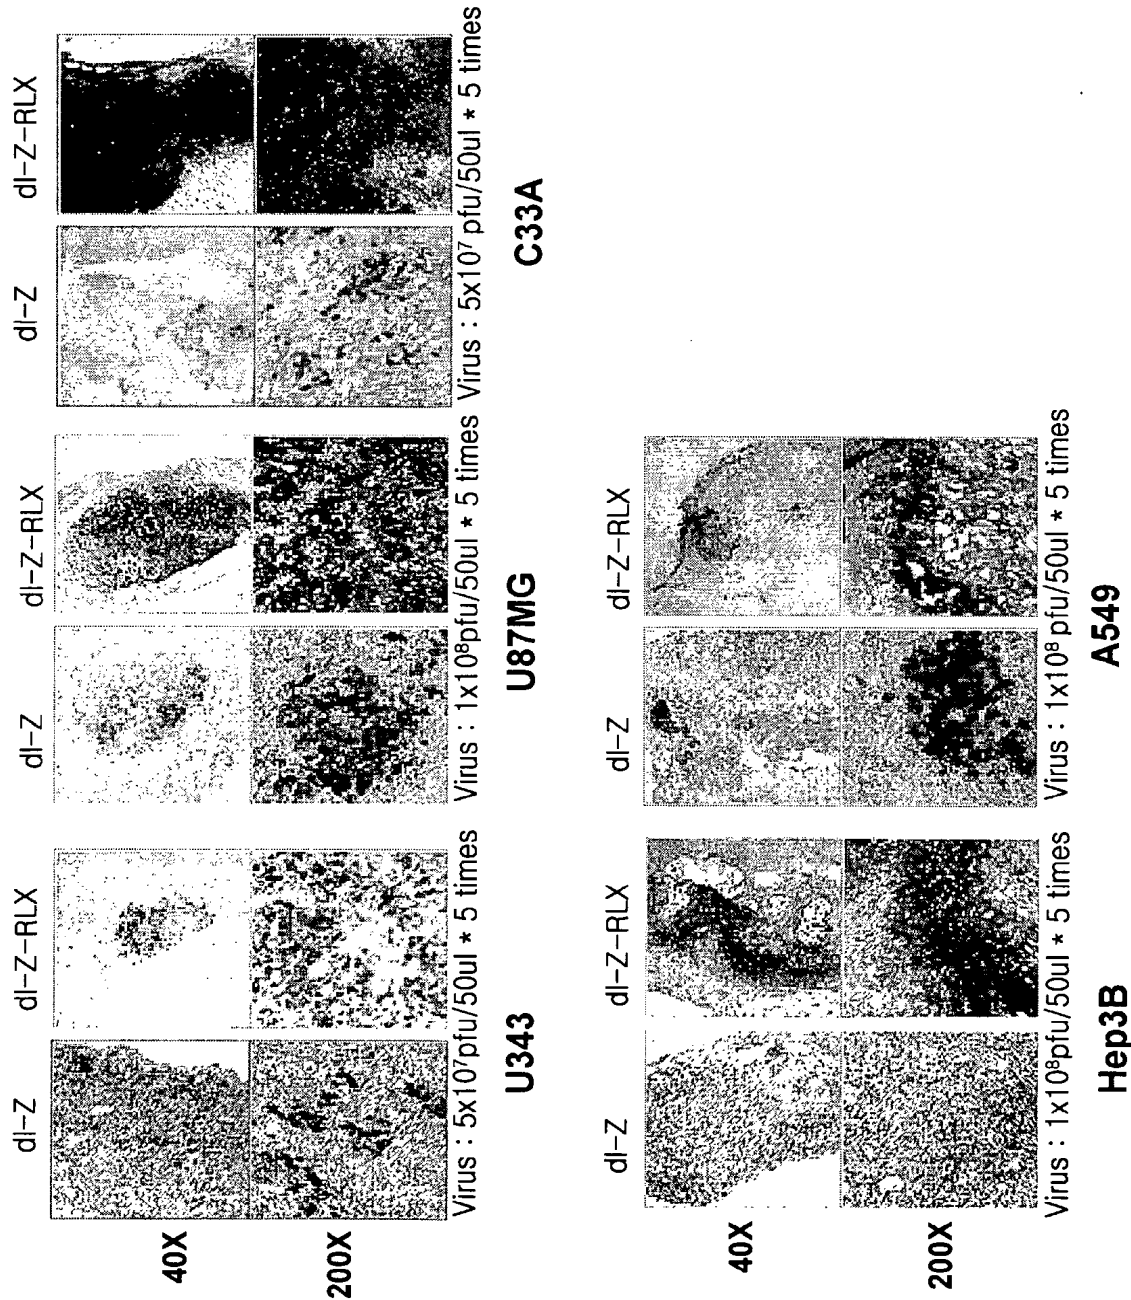 dl-Z dl-Z-RLX dl-Z dl-Z-RLX dl-Z dl-Z-RLX
40X
200X
Virus : 5x10⁷pfu/50ul * 5 times Virus : 1x10⁸pfu/50ul * 5 times Virus : 5x10⁷ pfu/50ul * 5 times
U343 U87MG C33A
dl-Z dl-Z-RLX dl-Z dl-Z-RLX
40X
200X
Virus : 1x10⁸pfu/50ul * 5 times Virus : 1x10⁸ pfu/50ul * 5 times
Hep3B A549